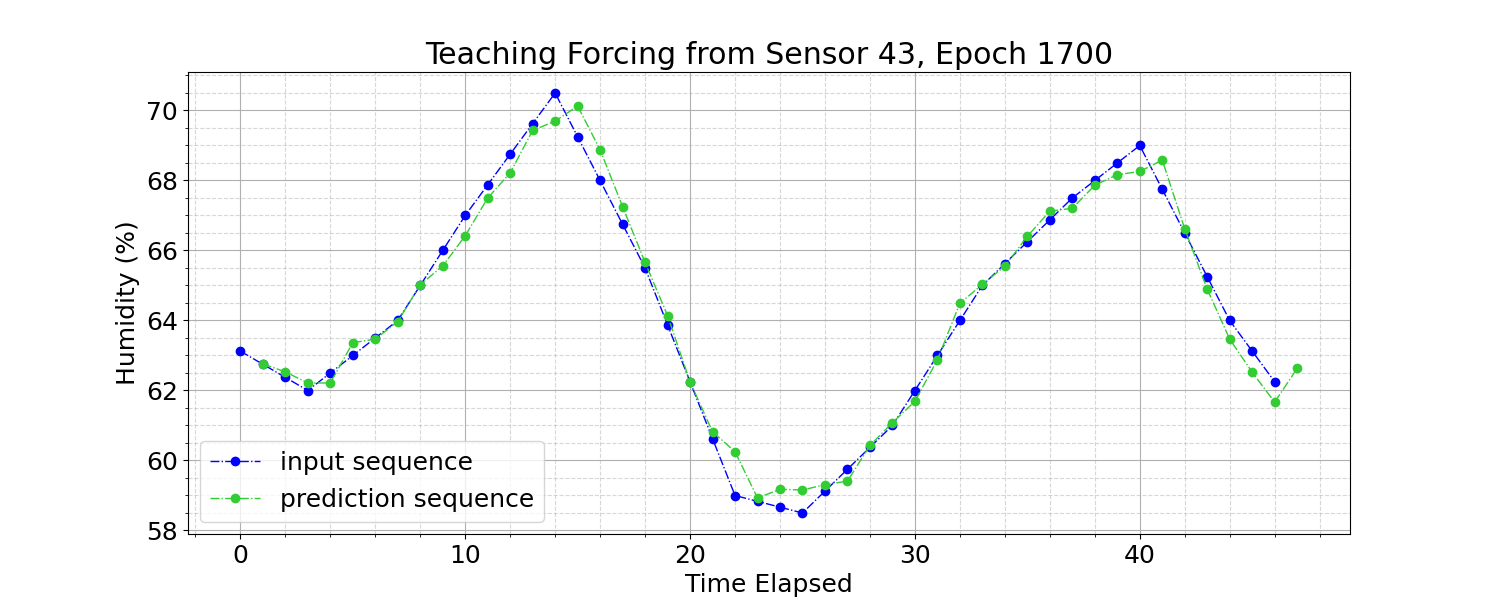 Teaching Forcing from Sensor 43, Epoch 1700
Humidity (%)
70
68
66
64
62
60
58
input sequence
prediction sequence
0 10 20 30 40
Time Elapsed